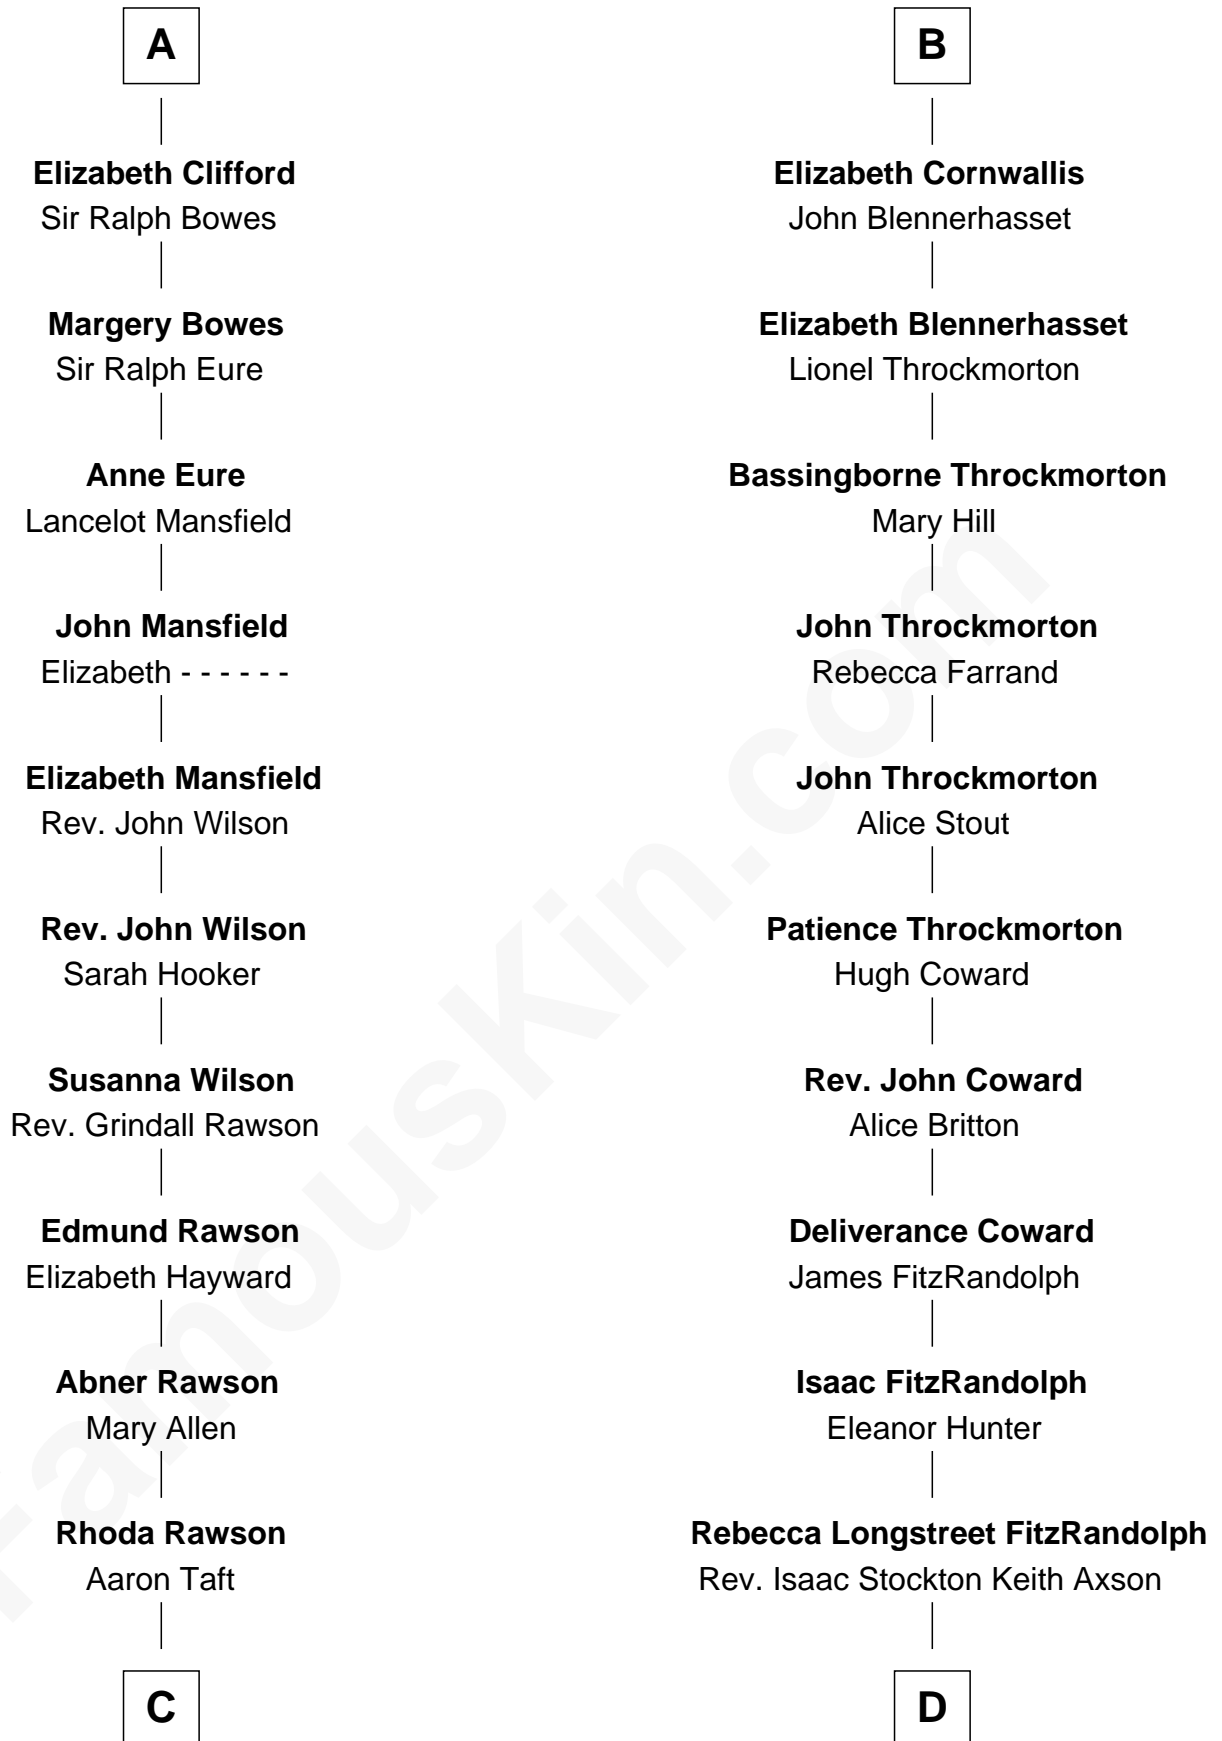 A
Elizabeth Clifford
Sir Ralph Bowes
Margery Bowes
Sir Ralph Eure
Anne Eure
Lancelot Mansfield
John Mansfield
Elizabeth - - - - - -
Elizabeth Mansfield
Rev. John Wilson
Rev. John Wilson
Sarah Hooker
Susanna Wilson
Rev. Grindall Rawson
Edmund Rawson
Elizabeth Hayward
Abner Rawson
Mary Allen
Rhoda Rawson
Aaron Taft
C
B
Elizabeth Cornwallis
John Blennerhasset
Elizabeth Blennerhasset
Lionel Throckmorton
Bassingborne Throckmorton
Mary Hill
John Throckmorton
Rebecca Farrand
John Throckmorton
Alice Stout
Patience Throckmorton
Hugh Coward
Rev. John Coward
Alice Britton
Deliverance Coward
James FitzRandolph
Isaac FitzRandolph
Eleanor Hunter
Rebecca Longstreet FitzRandolph
Rev. Isaac Stockton Keith Axson
D
FamousKin.com